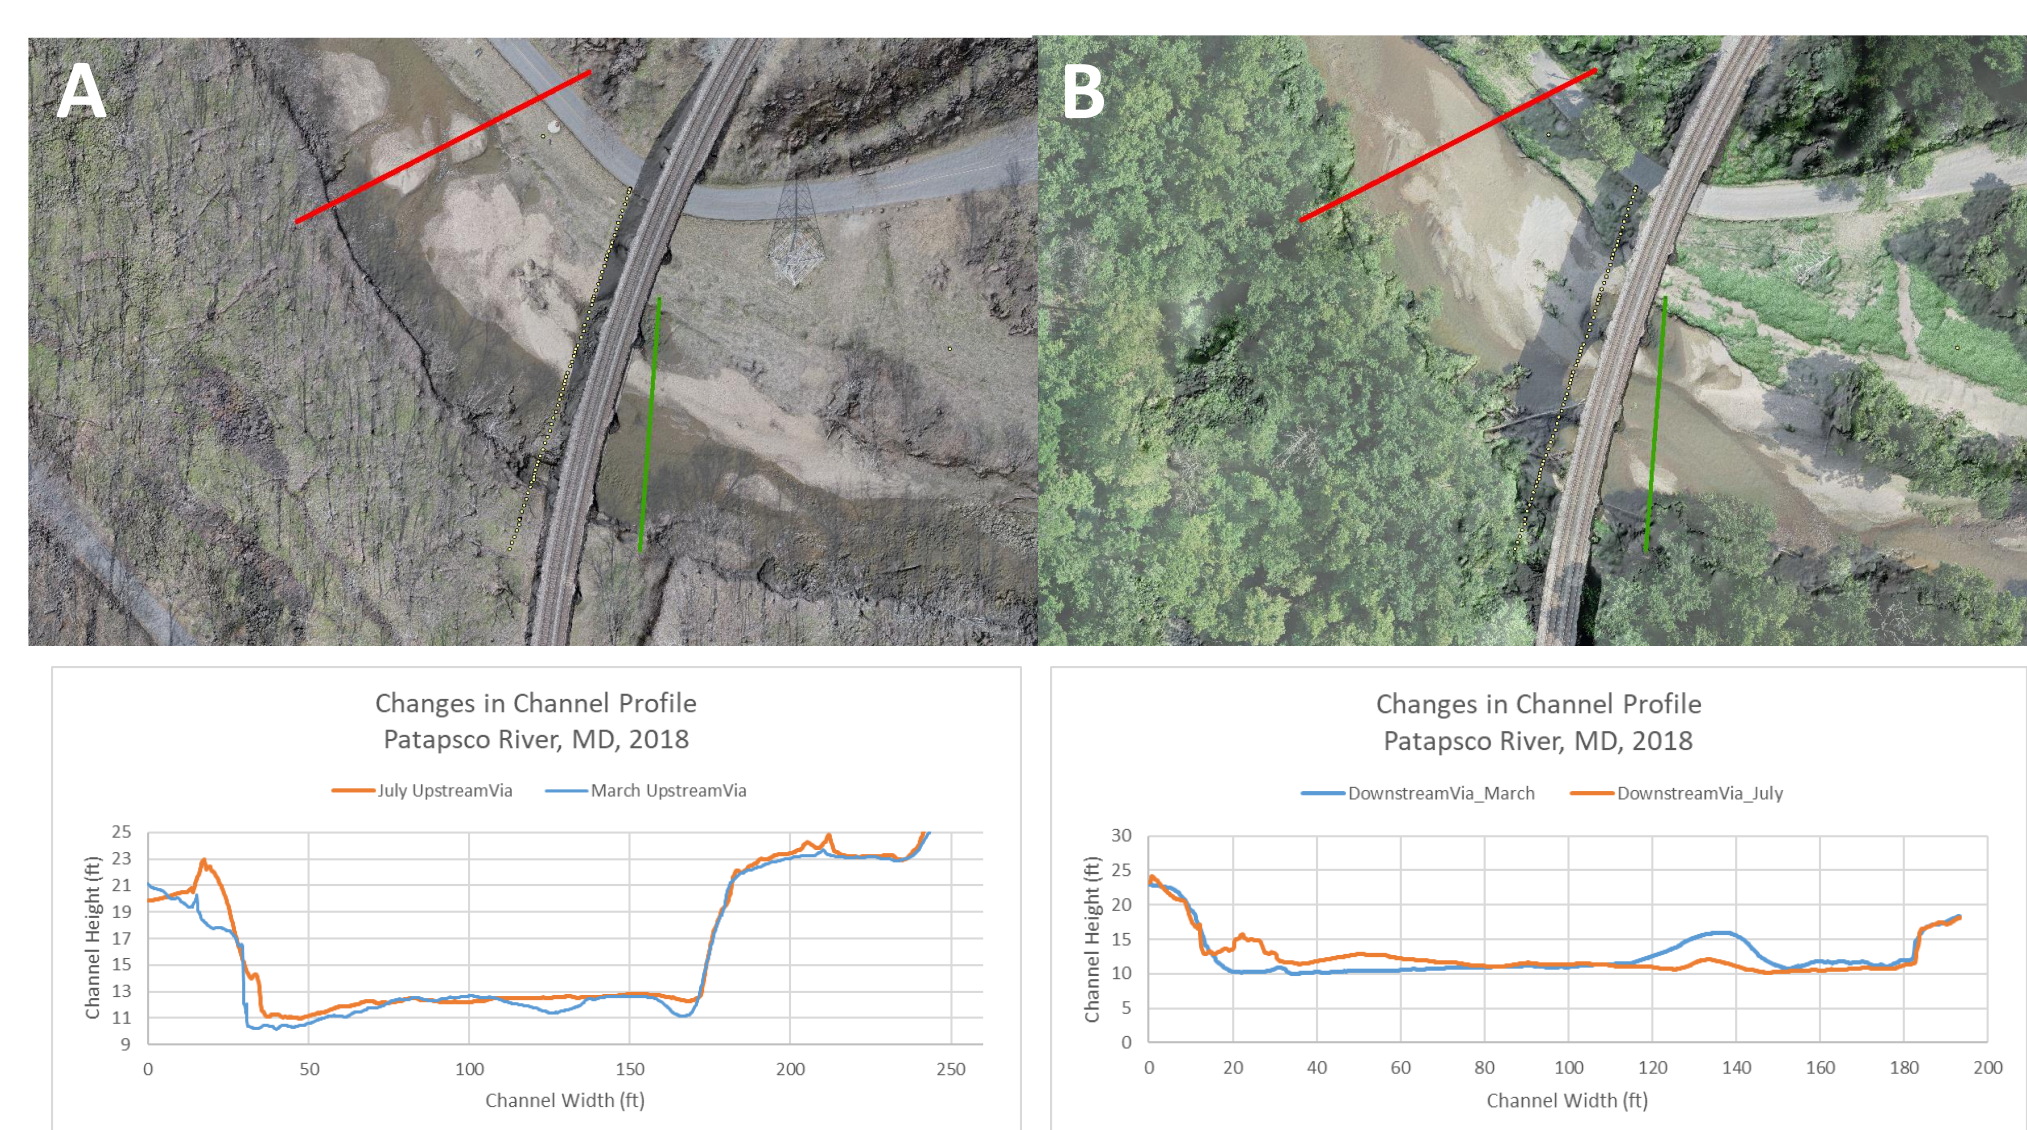 A
B
Changes in Channel Profile
Patapsco River, MD, 2018
July UpstreamVia
March UpstreamVia
Channel Height (ft)
25
23
21
19
17
15
13
11
9
0
50
100
150
200
250
Channel Width (ft)
Changes in Channel Profile
Patapsco River, MD, 2018
DownstreamVia_March
DownstreamVia_July
Channel Height (ft)
30
25
20
15
10
5
0
0
20
40
60
80
100
120
140
160
180
200
Channel Width (ft)